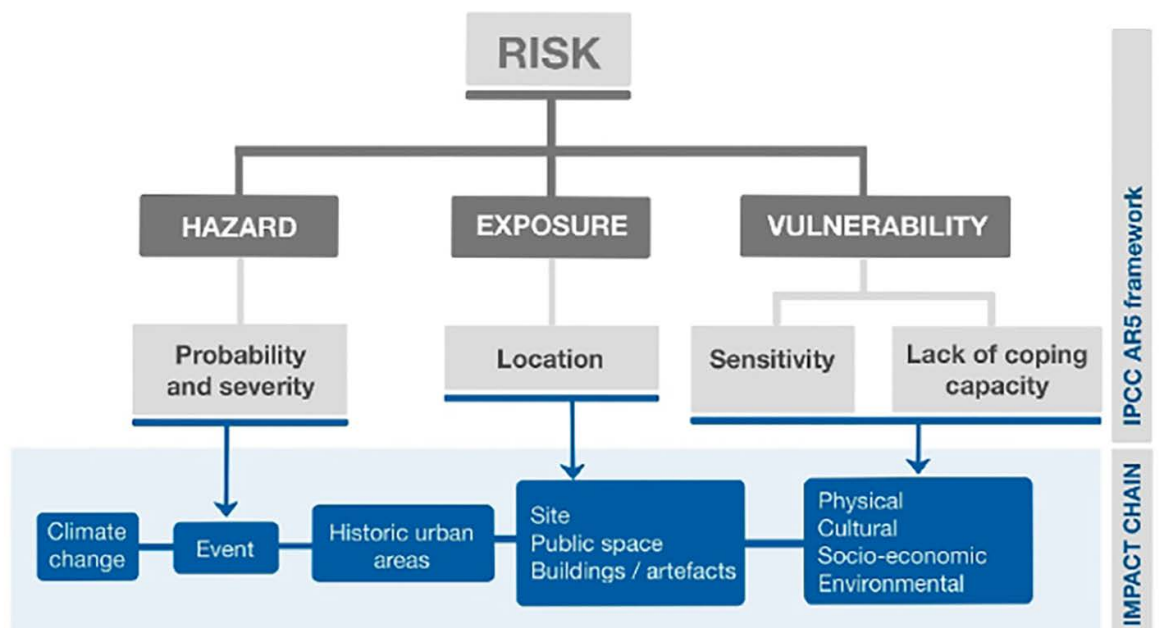 RISK
HAZARD
EXPOSURE
VULNERABILITY
Probability
and severity
Location
Sensitivity
Lack of coping
capacity
IPCC AR5 framework
Climate
change
Event
Historic urban
areas
Site
Public space
Buildings / artefacts
Physical
Cultural
Socio-economic
Environmental
IMPACT CHAIN